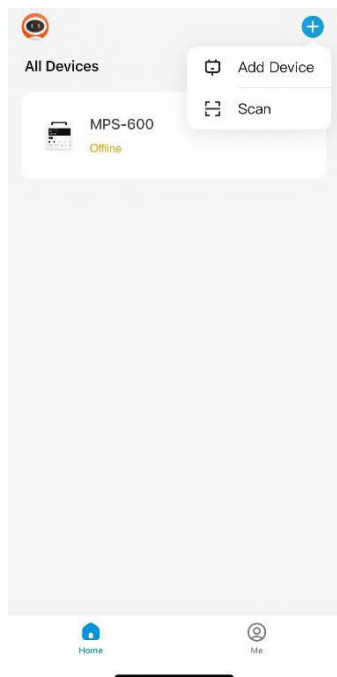 All Devices
Add Device
Scan
MPS-600
Offline
Home
Me